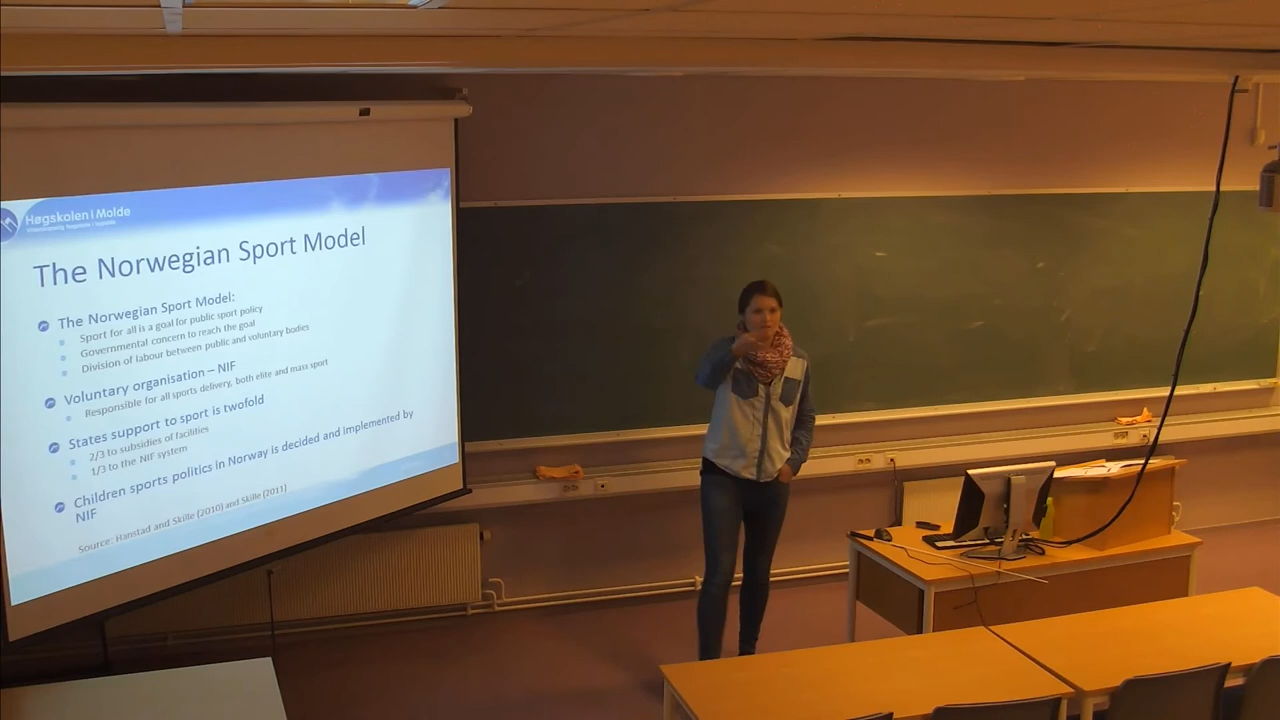 Høgskolen i Molde
Vitenskapelig høgskole i logistikk
The Norwegian Sport Model
The Norwegian Sport Model:
Sport for all is a goal for public sport policy
Governmental concern to reach the goal
Division of labour between public and voluntary bodies
Voluntary organisation – NIF
Responsible for all sports delivery, both elite and mass sport
States support to sport is twofold
2/3 to subsidies of facilities
1/3 to the NIF system
Children sports politics in Norway is decided and implemented by
NIF
Source: Hanstad and Skille (2010) and Skille (2011)